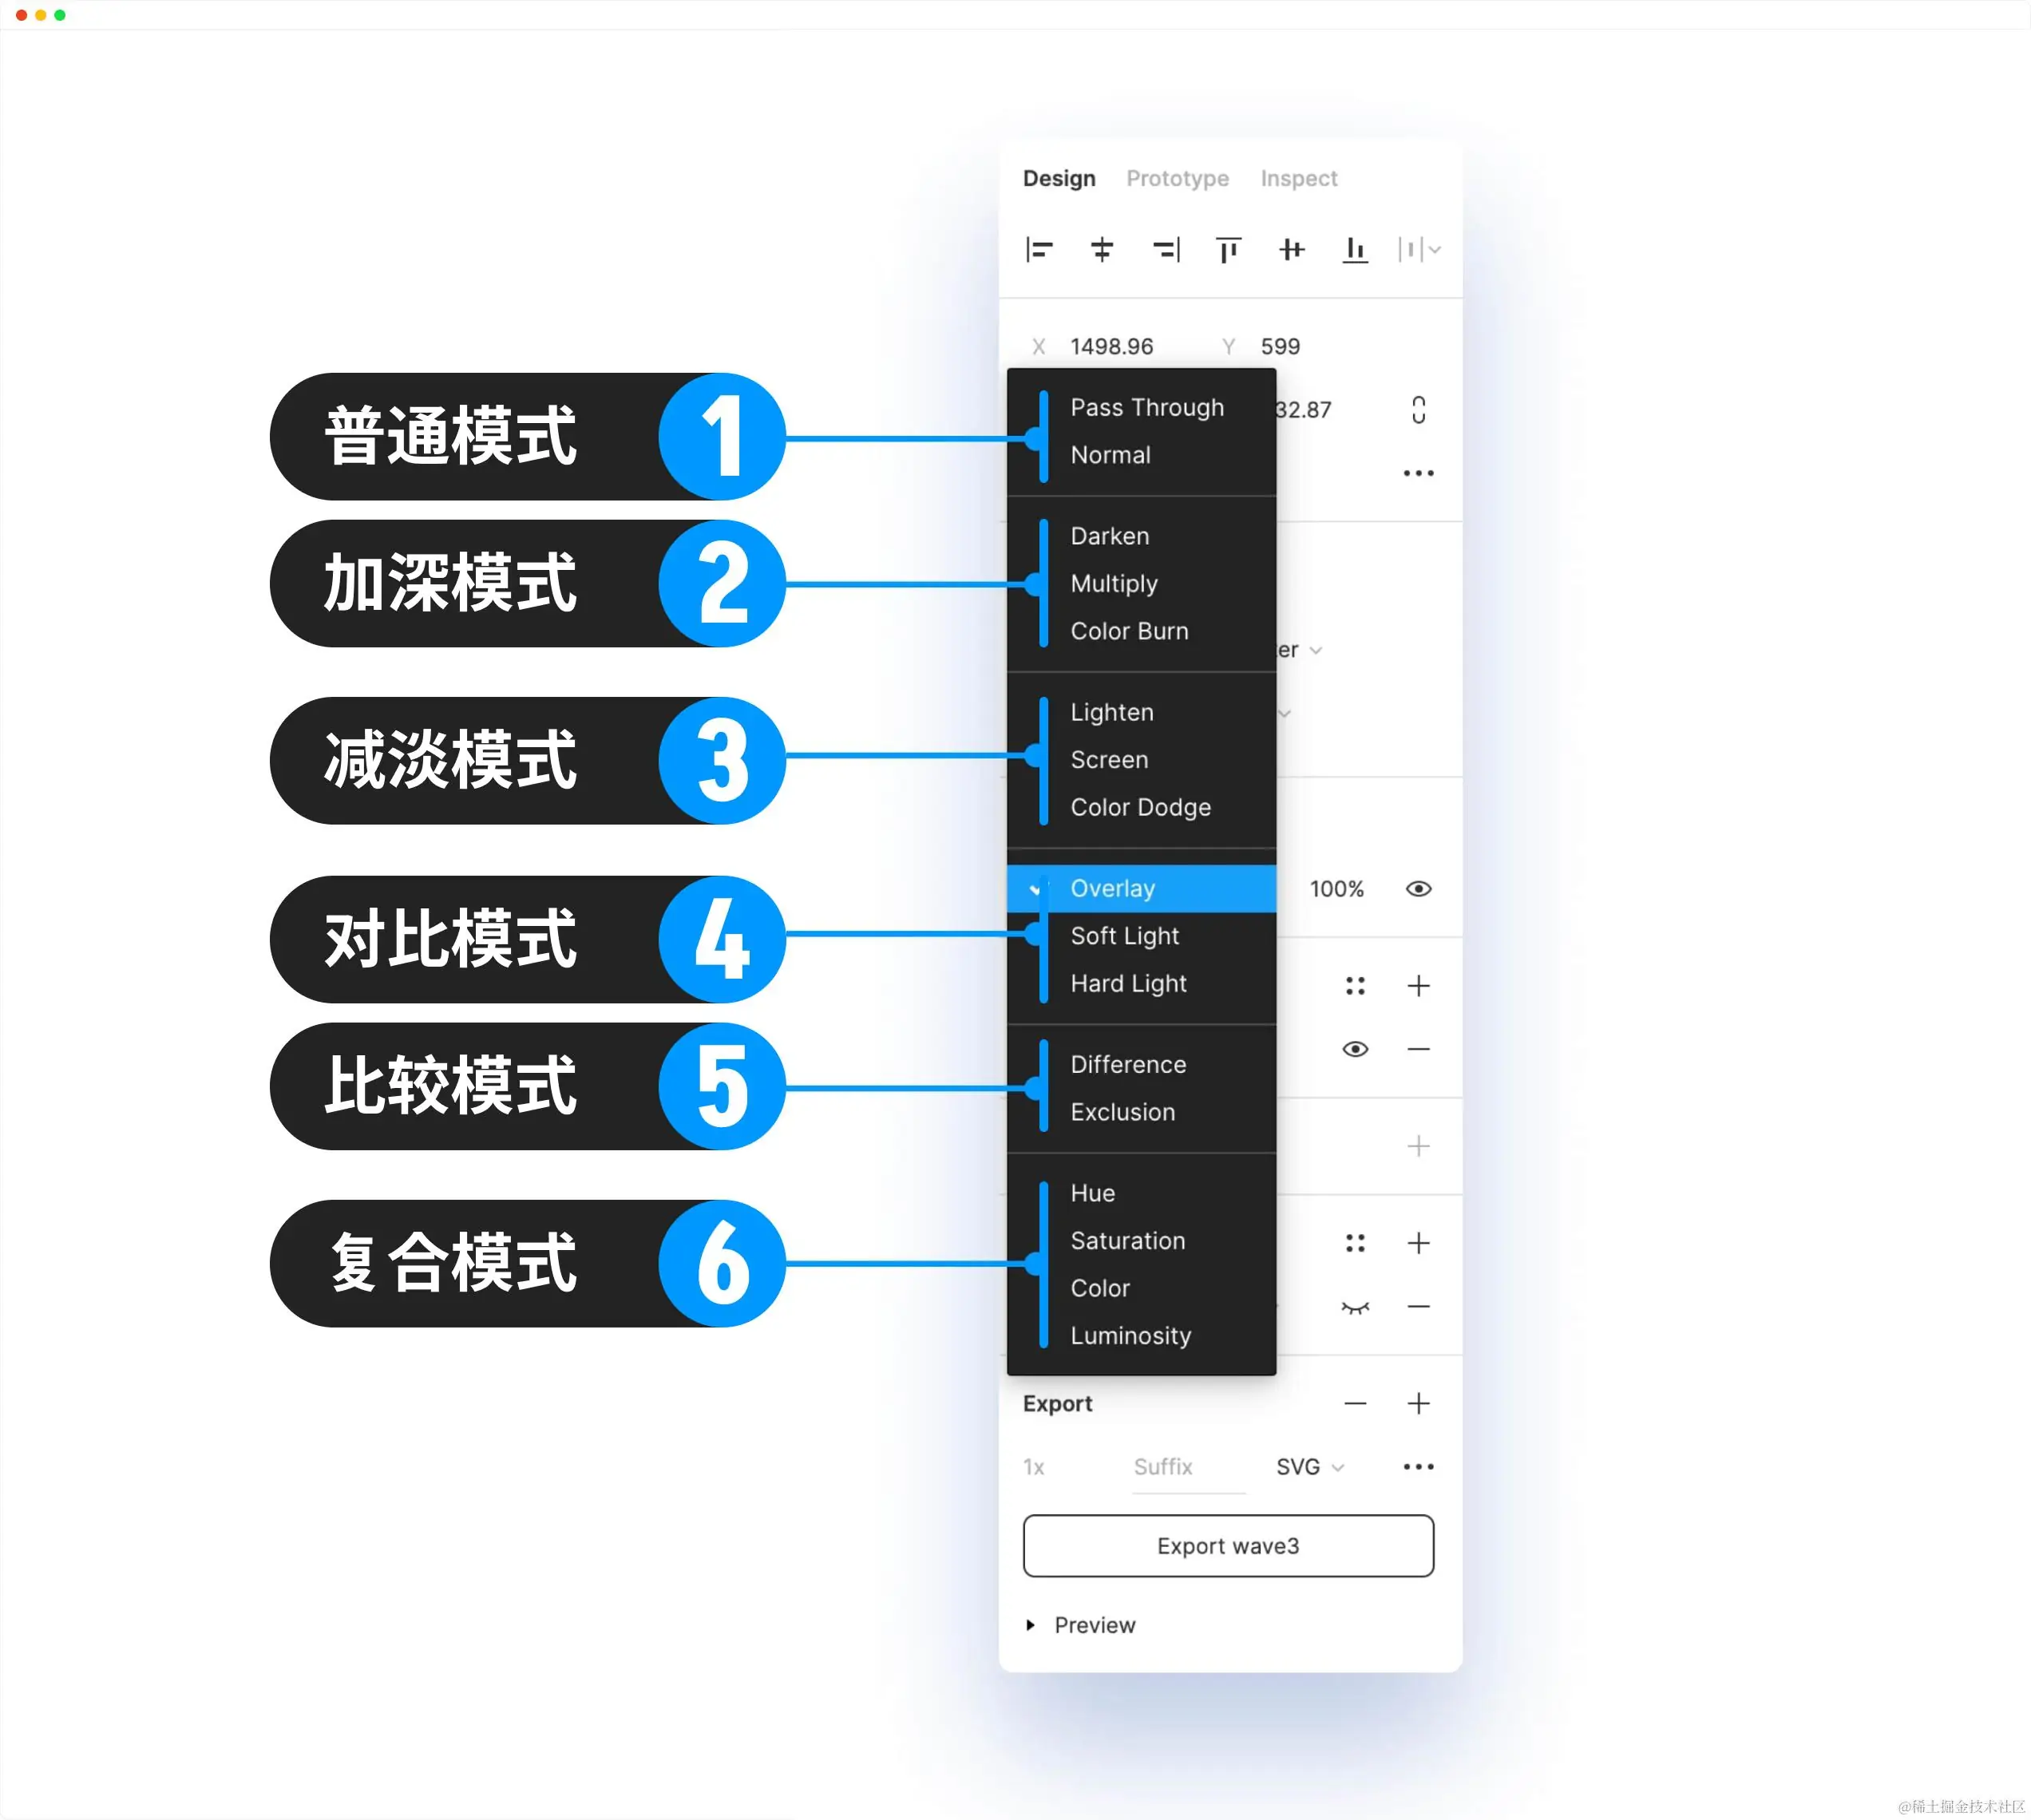 Design Prototype Inspect
X 1498.96 Y 599
普通模式 1
Pass Through
32.87
Normal
加深模式 2
Darken
Multiply
Color Burn
er
减淡模式 3
Lighten
Screen
Color Dodge
对比模式 4
Overlay 100%
Soft Light
Hard Light
比较模式 5
Difference
Exclusion
复合模式 6
Hue
Saturation
Color
Luminosity
Export
1x Suffix SVG
Export wave3
Preview
@稀土掘金技术社区